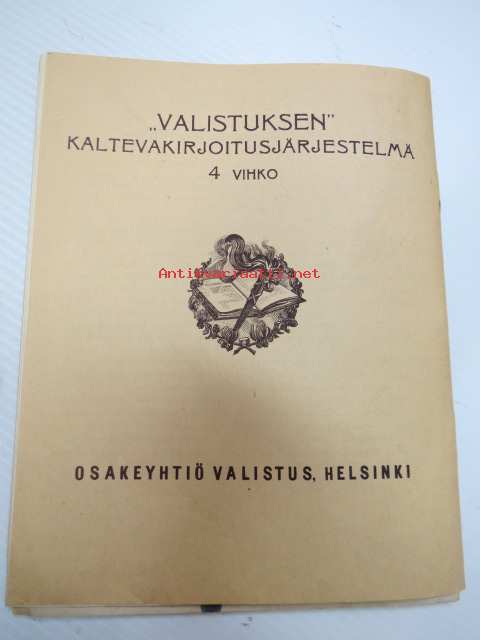 „VALISTUKSEN"
KALTEVAKIRJOITUSJÄRJESTELMÄ
4 VIHKO
Antikvariaatti.net
OSAKEYHTIÖ VALISTUS, HELSINKI